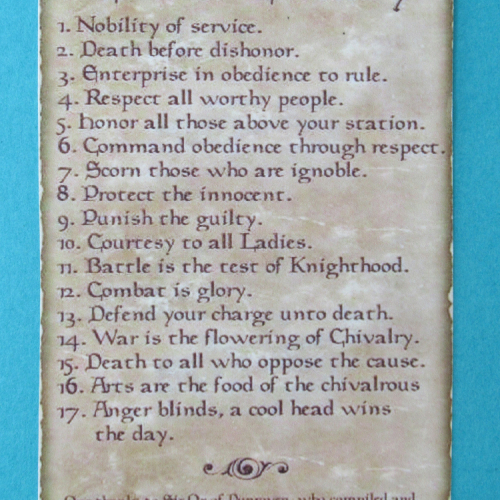 1. Nobility of service.
2. Death before dishonor.
3. Enterprise in obedience to rule.
4. Respect all worthy people.
5. Honor all those above your station.
6. Command obedience through respect.
7. Scorn those who are ignoble.
8. Protect the innocent.
9. Punish the guilty.
10. Courtesy to all Ladies.
11. Battle is the test of Knighthood.
12. Combat is glory.
13. Defend your charge unto death.
14. War is the flowering of Chivalry.
15. Death to all who oppose the cause.
16. Arts are the food of the chivalrous
17. Anger blinds, a cool head wins
the day.